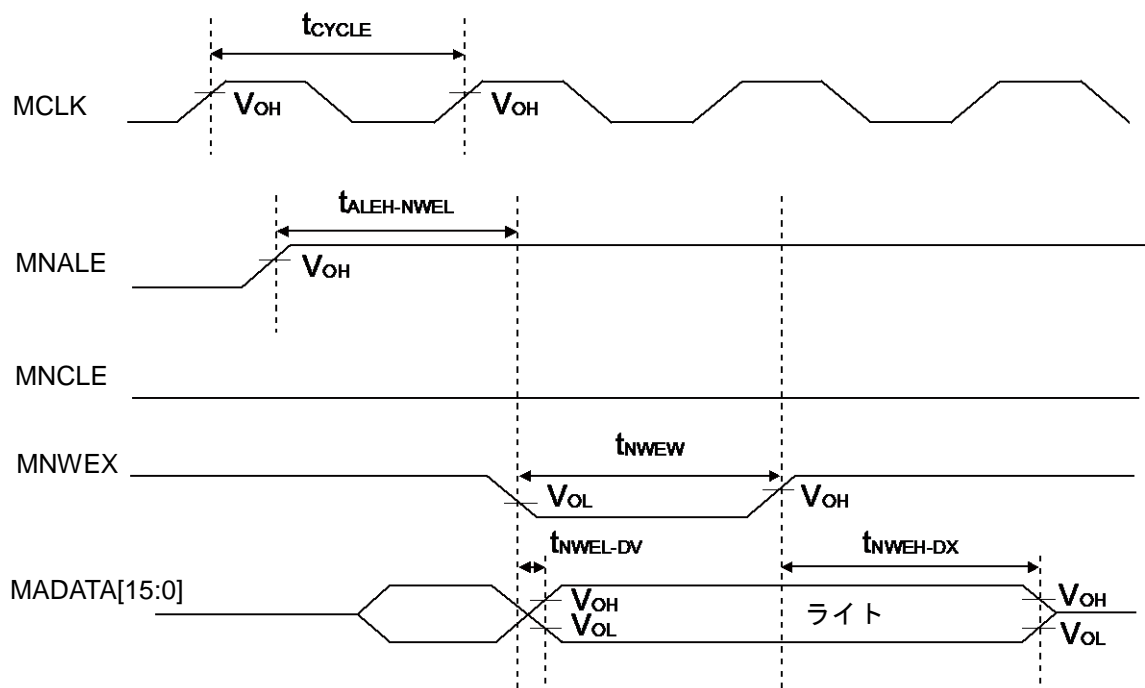 tCYCLE
MCLK
VOH
VOH
tALEH-NWEL
MNALE
VOH
MNCLE
tNWEW
MNWEX
VOL
VOH
tNWEL-DV
tNWEH-DX
MADATA[15:0]
VOH
ライト
VOH
VOL
VOL